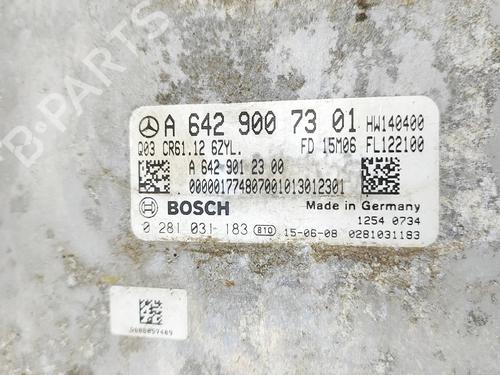 A 642 900 73 01 HW140400
Q03 CR61.12 6ZYL. FD 15M06 FL122100
A 642 901 23 00
.000001774807001013012301
BOSCH Made in Germany
1254 0734
0 281 031 183 810 15-06-08 0281031183
B-PARTS